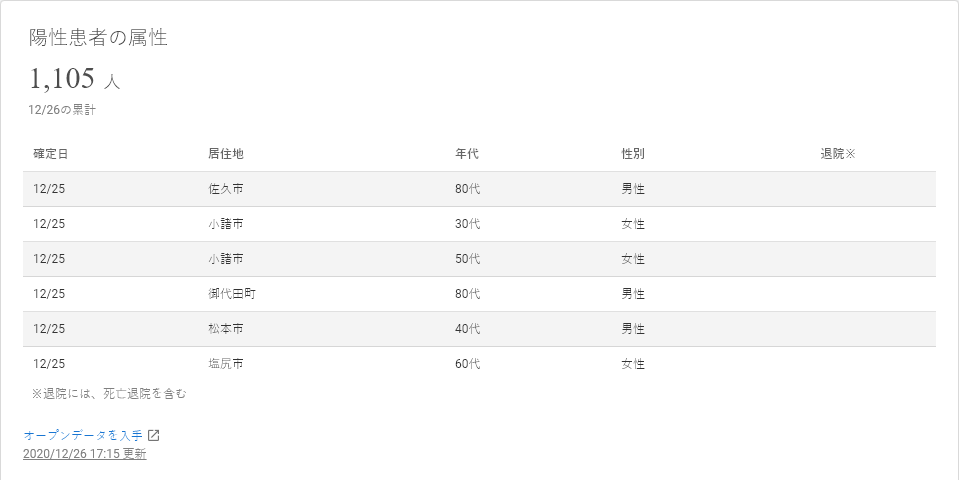 陽性患者の属性
1,105 人
12/26の累計
確定日 居住地 年代 性別 退院※
12/25 佐久市 80代 男性
12/25 小諸市 30代 女性
12/25 小諸市 50代 女性
12/25 御代田町 80代 男性
12/25 松本市 40代 男性
12/25 塩尻市 60代 女性
※退院には、死亡退院を含む
オープンデータを入手
2020/12/26 17:15 更新